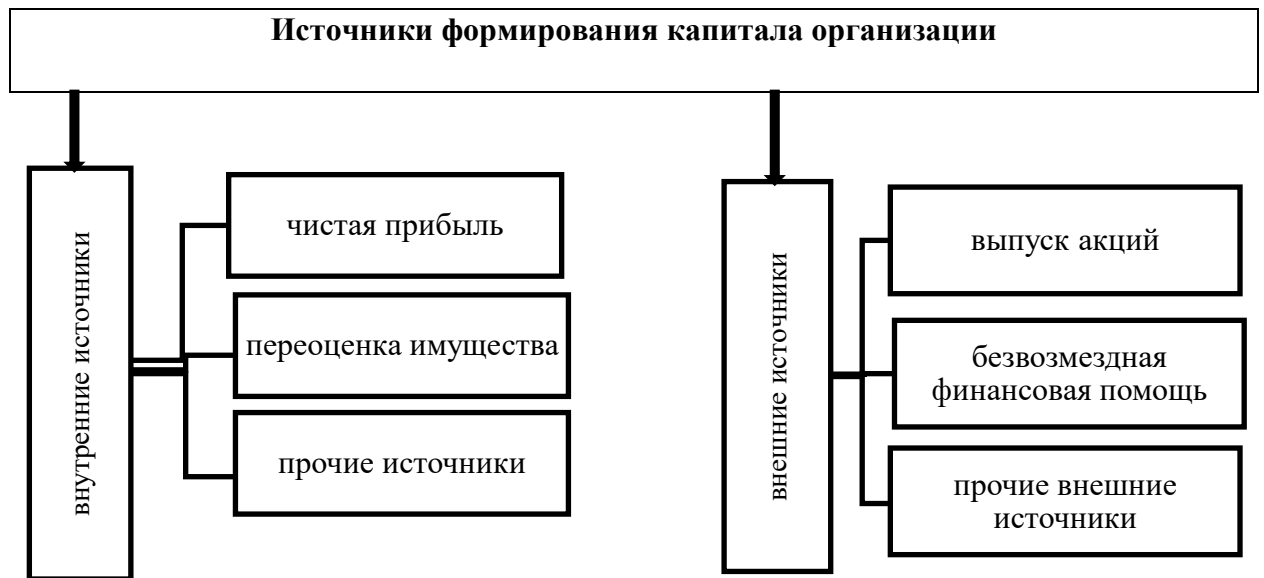 Источники формирования капитала организации
внутренние источники
чистая прибыль
переоценка имущества
прочие источники
внешние источники
выпуск акций
безвозмездная
финансовая помощь
прочие внешние
источники